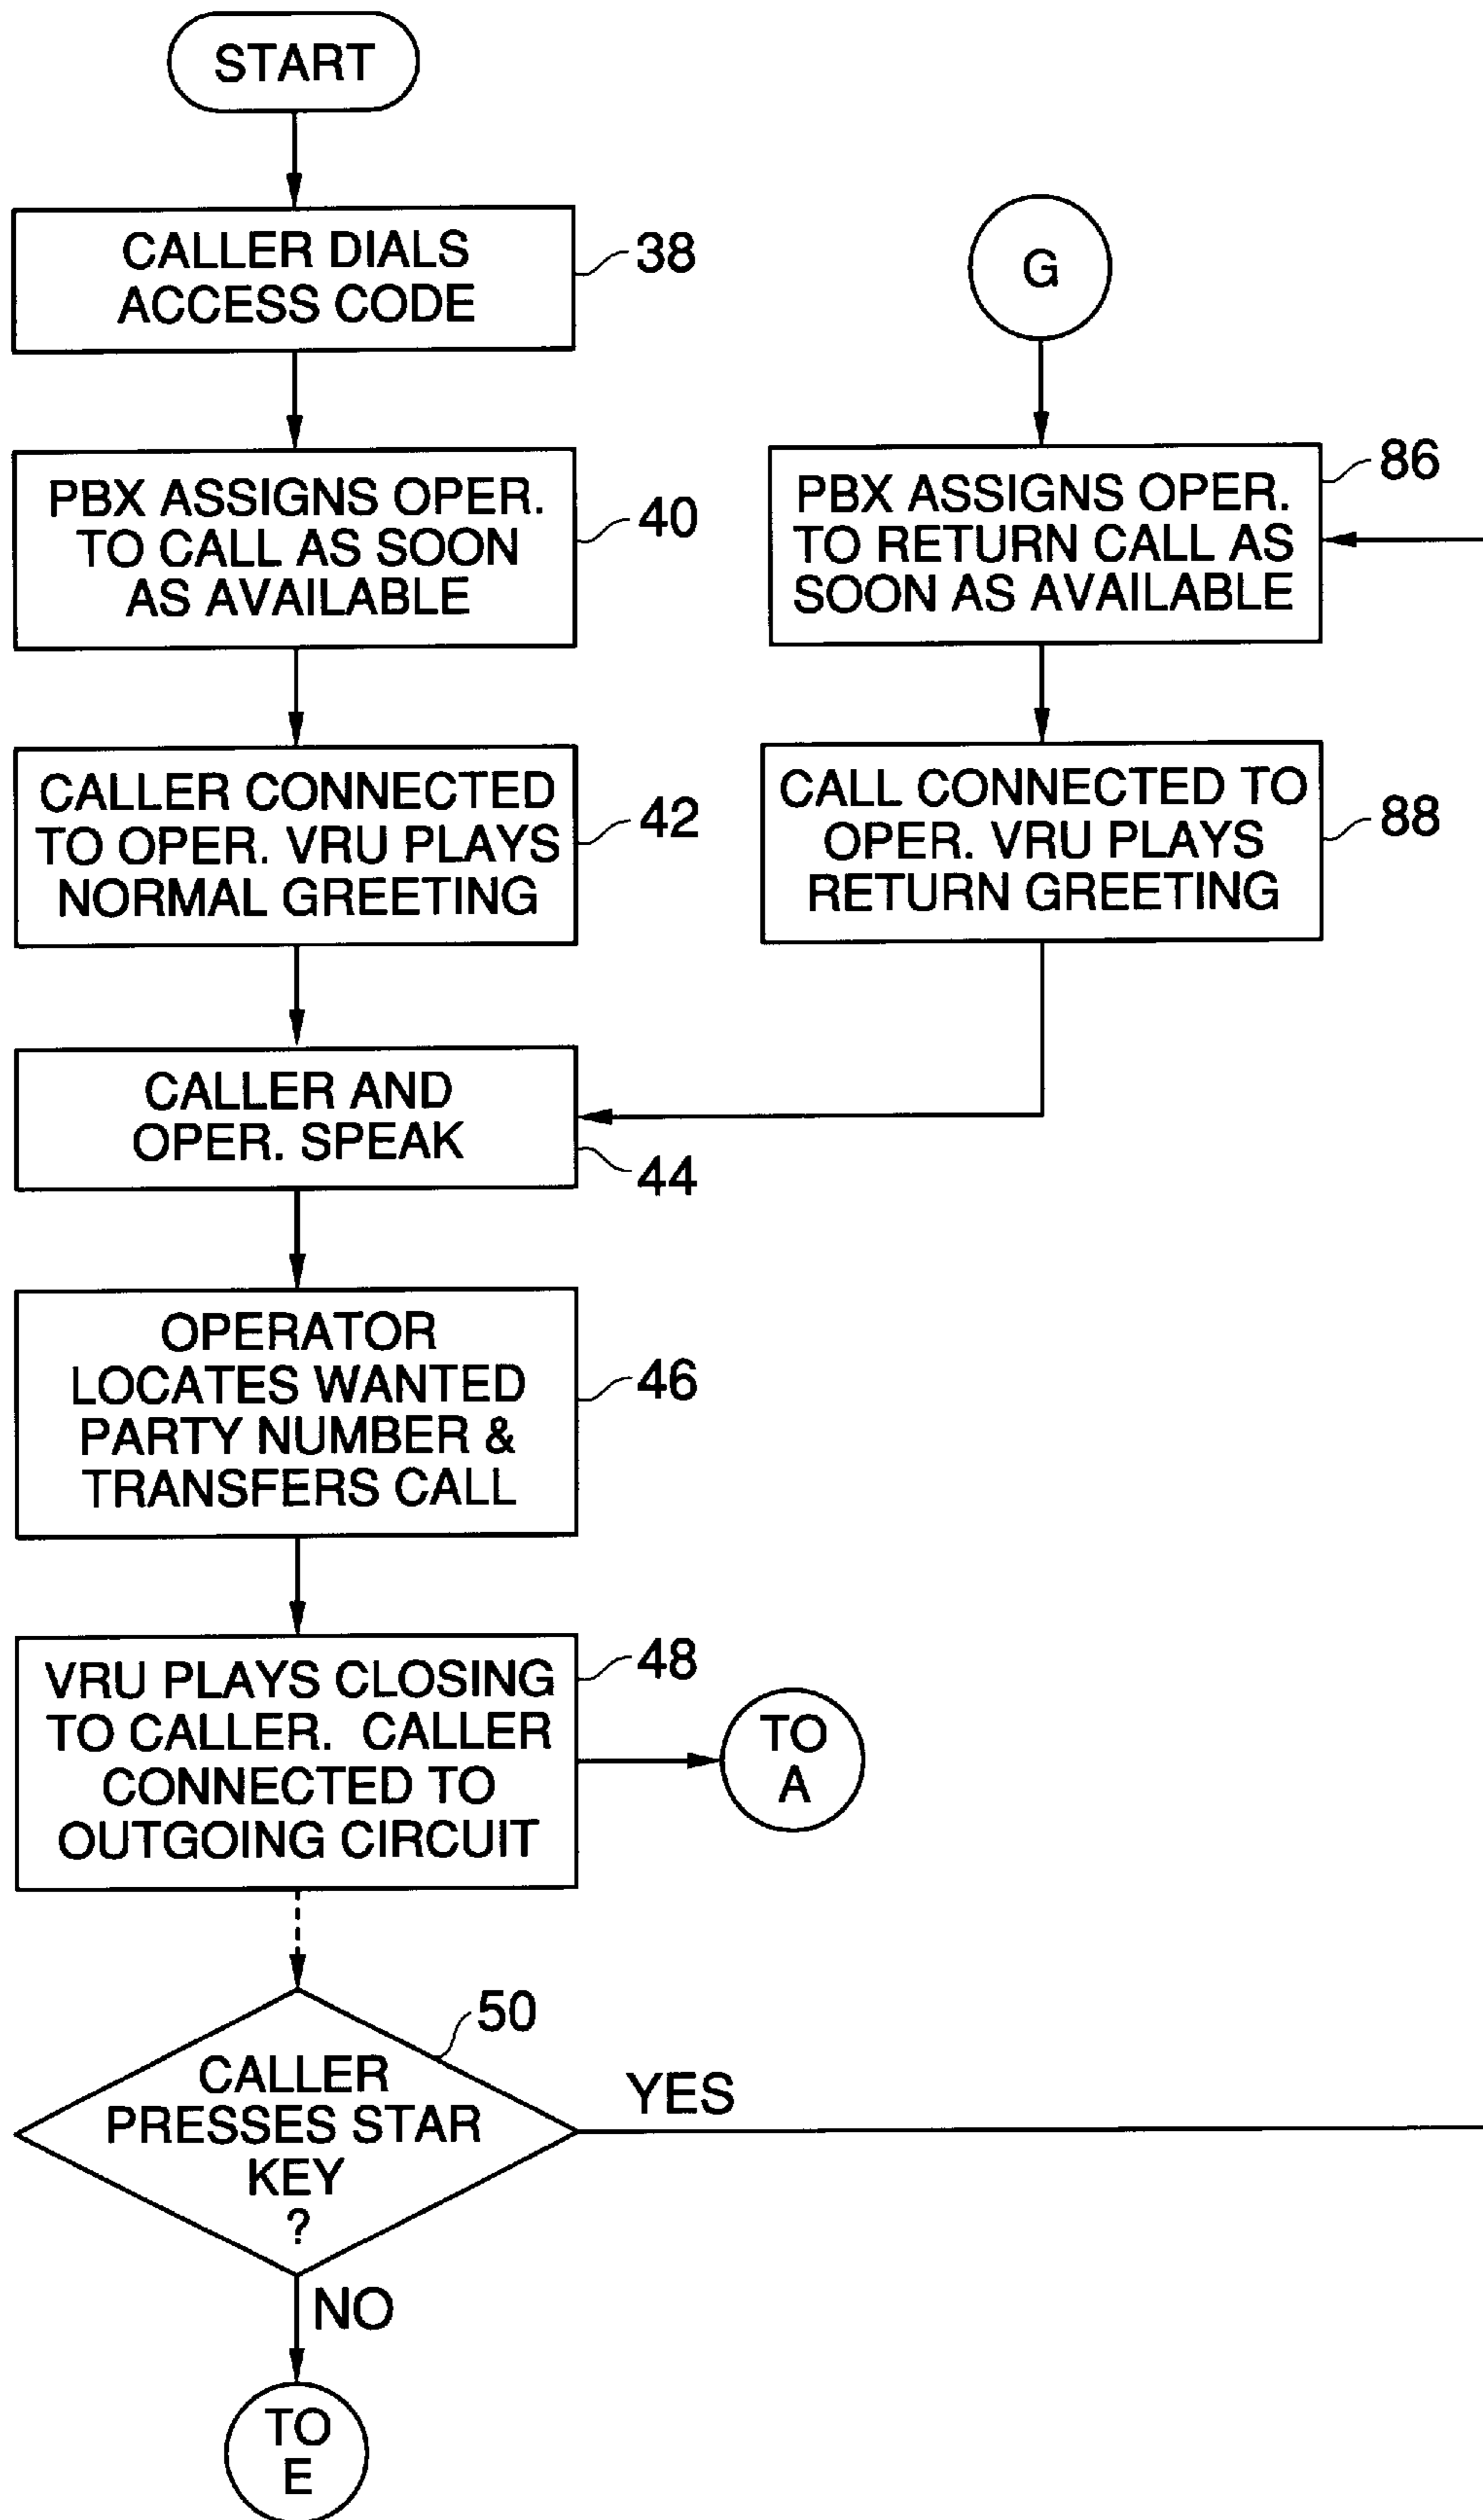 START
CALLER DIALS
ACCESS CODE
38
PBX ASSIGNS OPER.
TO CALL AS SOON
AS AVAILABLE
40
CALLER CONNECTED
TO OPER. VRU PLAYS
NORMAL GREETING
42
CALLER AND
OPER. SPEAK
44
OPERATOR
LOCATES WANTED
PARTY NUMBER &
TRANSFERS CALL
46
VRU PLAYS CLOSING
TO CALLER. CALLER
CONNECTED TO
OUTGOING CIRCUIT
48
TO
A
CALLER
PRESSES STAR
KEY
?
50
YES
NO
TO
E
G
PBX ASSIGNS OPER.
TO RETURN CALL AS
SOON AS AVAILABLE
86
CALL CONNECTED TO
OPER. VRU PLAYS
RETURN GREETING
88